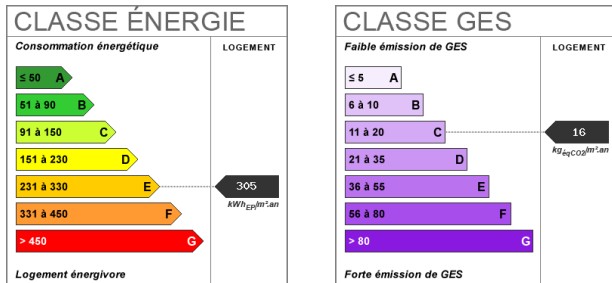 CLASSE ÉNERGIE
Consommation énergétique
LOGEMENT
≤ 50 A
51 à 90 B
91 à 150 C
151 à 230 D
231 à 330 E
305
kWhEP/m².an
331 à 450 F
> 450 G
Logement énergivore
CLASSE GES
Faible émission de GES
LOGEMENT
≤ 5 A
6 à 10 B
11 à 20 C
16
kgéqCO2/m².an
21 à 35 D
36 à 55 E
56 à 80 F
> 80 G
Forte émission de GES